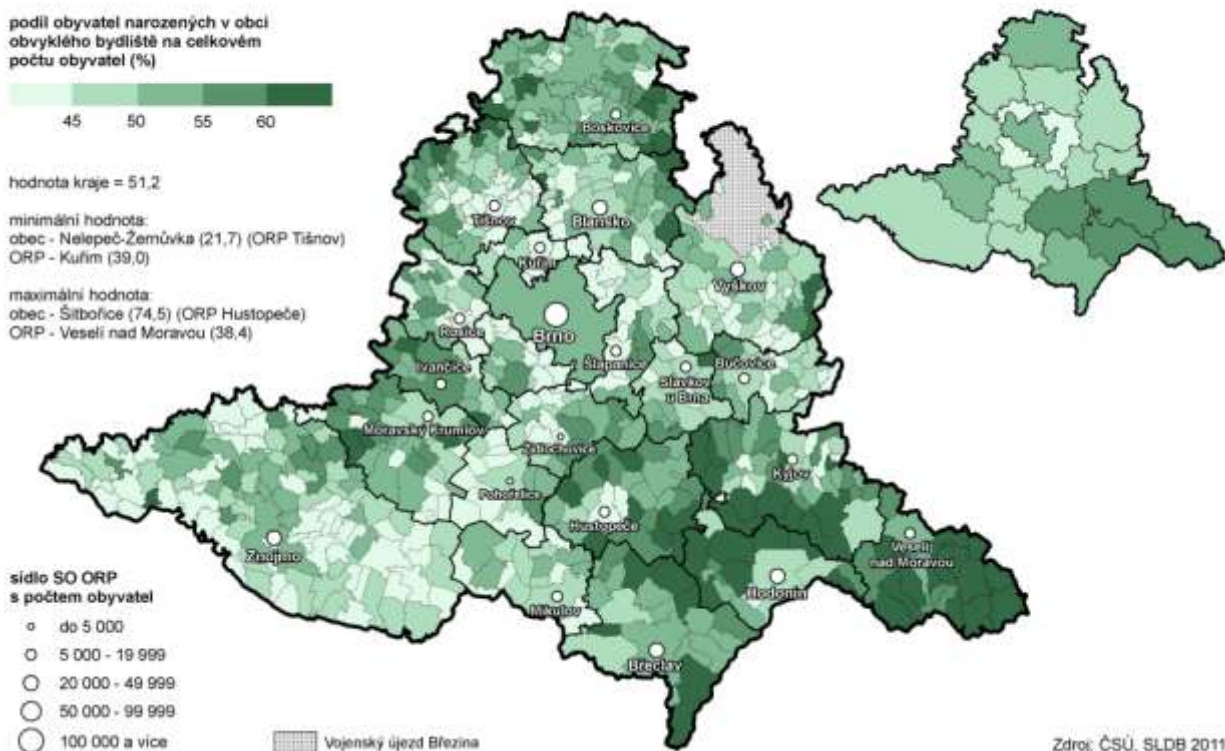 podíl obyvatel narozených v obci
obvyklého bydliště na celkovém
počtu obyvatel (%)
45 50 55 60
hodnota kraje = 51,2
minimální hodnota:
obec - Nelepeč-Žernůvka (21,7) (ORP Tišnov)
ORP - Kuřim (39,0)
maximální hodnota:
obec - Šitbořice (74,5) (ORP Hustopeče)
ORP - Veselí nad Moravou (38,4)
Boskovice
Tišnov
Blansko
Kuřim
Vyškov
Rosice
Brno
Šlapanice
Ivančice
Slavkov
u Brna
Bučovice
Moravský Krumlov
Židlochovice
Kyjov
Pohořelice
Hustopeče
Znojmo
Veselí
nad Moravou
Hodonín
Mikulov
Břeclav
sídlo SO ORP
s počtem obyvatel
do 5 000
5 000 - 19 999
20 000 - 49 999
50 000 - 99 999
100 000 a více
Vojenský újezd Březina
Zdroj: ČSÚ, SLDB 2011